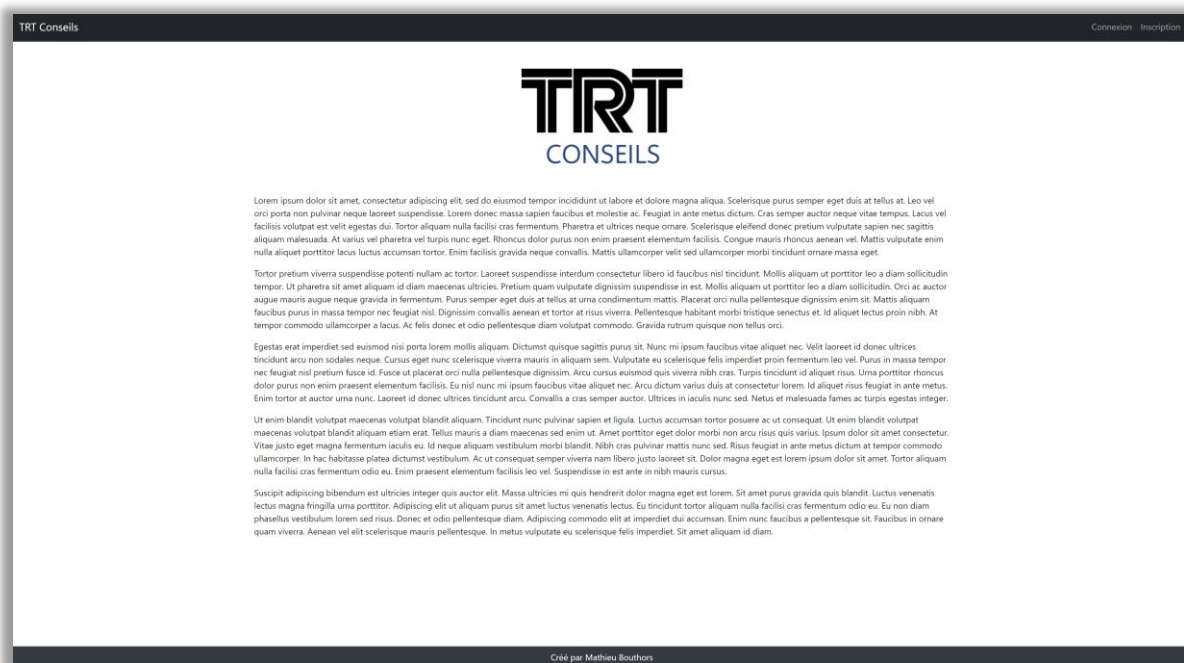 TRT Conseils
Connexion Inscription
TRT
CONSEILS
Lorem ipsum dolor sit amet, consectetur adipiscing elit, sed do eiusmod tempor incididunt ut labore et dolore magna aliqua. Scelerisque purus semper eget duis at tellus at. Leo vel
orci porta non pulvinar neque laoreet suspendisse. Lorem donec massa sapien faucibus et molestie ac. Feugiat in ante metus dictum. Cras semper auctor neque vitae tempus. Lacus vel
facilisis volutpat est velit egestas dui. Tortor aliquam nulla facilisi cras fermentum. Pharetra et ultrices neque ornare. Scelerisque eleifend donec pretium vulputate sapien nec sagittis
aliquam malesuada. At varius vel pharetra vel turpis nunc eget. Rhoncus dolor purus non enim praesent elementum facilisis. Congue mauris rhoncus aenean vel. Mattis vulputate enim
nulla aliquet porttitor lacus luctus accumsan tortor. Enim facilisis gravida neque convallis. Mattis ullamcorper velit sed ullamcorper morbi tincidunt ornare massa eget.
Tortor pretium viverra suspendisse potenti nullam ac tortor. Laoreet suspendisse interdum consectetur libero id faucibus nisl tincidunt. Mollis aliquam ut porttitor leo a diam sollicitudin
tempor. Ut pharetra sit amet aliquam id diam maecenas ultricies. Pretium quam vulputate dignissim suspendisse in est. Mollis aliquam ut porttitor leo a diam sollicitudin. Orci ac auctor
augue mauris augue neque gravida in fermentum. Purus semper eget duis at tellus at urna condimentum mattis. Placerat orci nulla pellentesque dignissim enim sit. Mattis aliquam
faucibus purus in massa tempor nec feugiat nisl. Dignissim convallis aenean et tortor at risus viverra. Pellentesque habitant morbi tristique senectus et. Id aliquet lectus proin nibh. At
tempor commodo ullamcorper a lacus. Ac felis donec et odio pellentesque diam volutpat commodo. Gravida rutrum quisque non tellus orci.
Egestas erat imperdiet sed euismod nisi porta lorem mollis aliquam. Dictumst quisque sagittis purus sit. Nunc mi ipsum faucibus vitae aliquet nec. Velit laoreet id donec ultrices
tincidunt arcu non sodales neque. Cursus eget nunc scelerisque viverra mauris in aliquam sem. Vulputate eu scelerisque felis imperdiet proin fermentum leo vel. Purus in massa tempor
nec feugiat nisl pretium fusce id. Fusce ut placerat orci nulla pellentesque dignissim. Arcu cursus euismod quis viverra nibh cras. Turpis tincidunt id aliquet risus. Urna porttitor rhoncus
dolor purus non enim praesent elementum facilisis. Eu nisl nunc mi ipsum faucibus vitae aliquet nec. Arcu dictum varius duis at consectetur lorem. Id aliquet risus feugiat in ante metus.
Enim tortor at auctor urna nunc. Laoreet id donec ultrices tincidunt arcu. Convallis a cras semper auctor. Ultrices in iaculis nunc sed. Netus et malesuada fames ac turpis egestas integer.
Ut enim blandit volutpat maecenas volutpat blandit aliquam. Tincidunt nunc pulvinar sapien et ligula. Luctus accumsan tortor posuere ac ut consequat. Ut enim blandit volutpat
maecenas volutpat blandit aliquam etiam erat. Tellus mauris a diam maecenas sed enim ut. Amet porttitor eget dolor morbi non arcu risus quis varius. Ipsum dolor sit amet consectetur.
Vitae justo eget magna fermentum iaculis eu. Id neque aliquam vestibulum morbi blandit. Nibh cras pulvinar mattis nunc sed. Risus feugiat in ante metus dictum at tempor commodo
ullamcorper. In hac habitasse platea dictumst vestibulum. Ac ut consequat semper viverra nam libero justo laoreet sit. Dolor magna eget est lorem ipsum dolor sit amet. Tortor aliquam
nulla facilisi cras fermentum odio eu. Enim praesent elementum facilisis leo vel. Suspendisse in est ante in nibh mauris cursus.
Suscipit adipiscing bibendum est ultricies integer quis auctor elit. Massa ultricies mi quis hendrerit dolor magna eget est lorem. Sit amet purus gravida quis blandit. Luctus venenatis
lectus magna fringilla urna porttitor. Adipiscing elit ut aliquam purus sit amet luctus venenatis lectus. Eu tincidunt tortor aliquam nulla facilisi cras fermentum odio eu. Eu non diam
phasellus vestibulum lorem sed risus. Donec et odio pellentesque diam. Adipiscing commodo elit at imperdiet dui accumsan. Enim nunc faucibus a pellentesque sit. Faucibus in ornare
quam viverra. Aenean vel elit scelerisque mauris pellentesque. In metus vulputate eu scelerisque felis imperdiet. Sit amet aliquam id diam.
Créé par Mathieu Bouthors